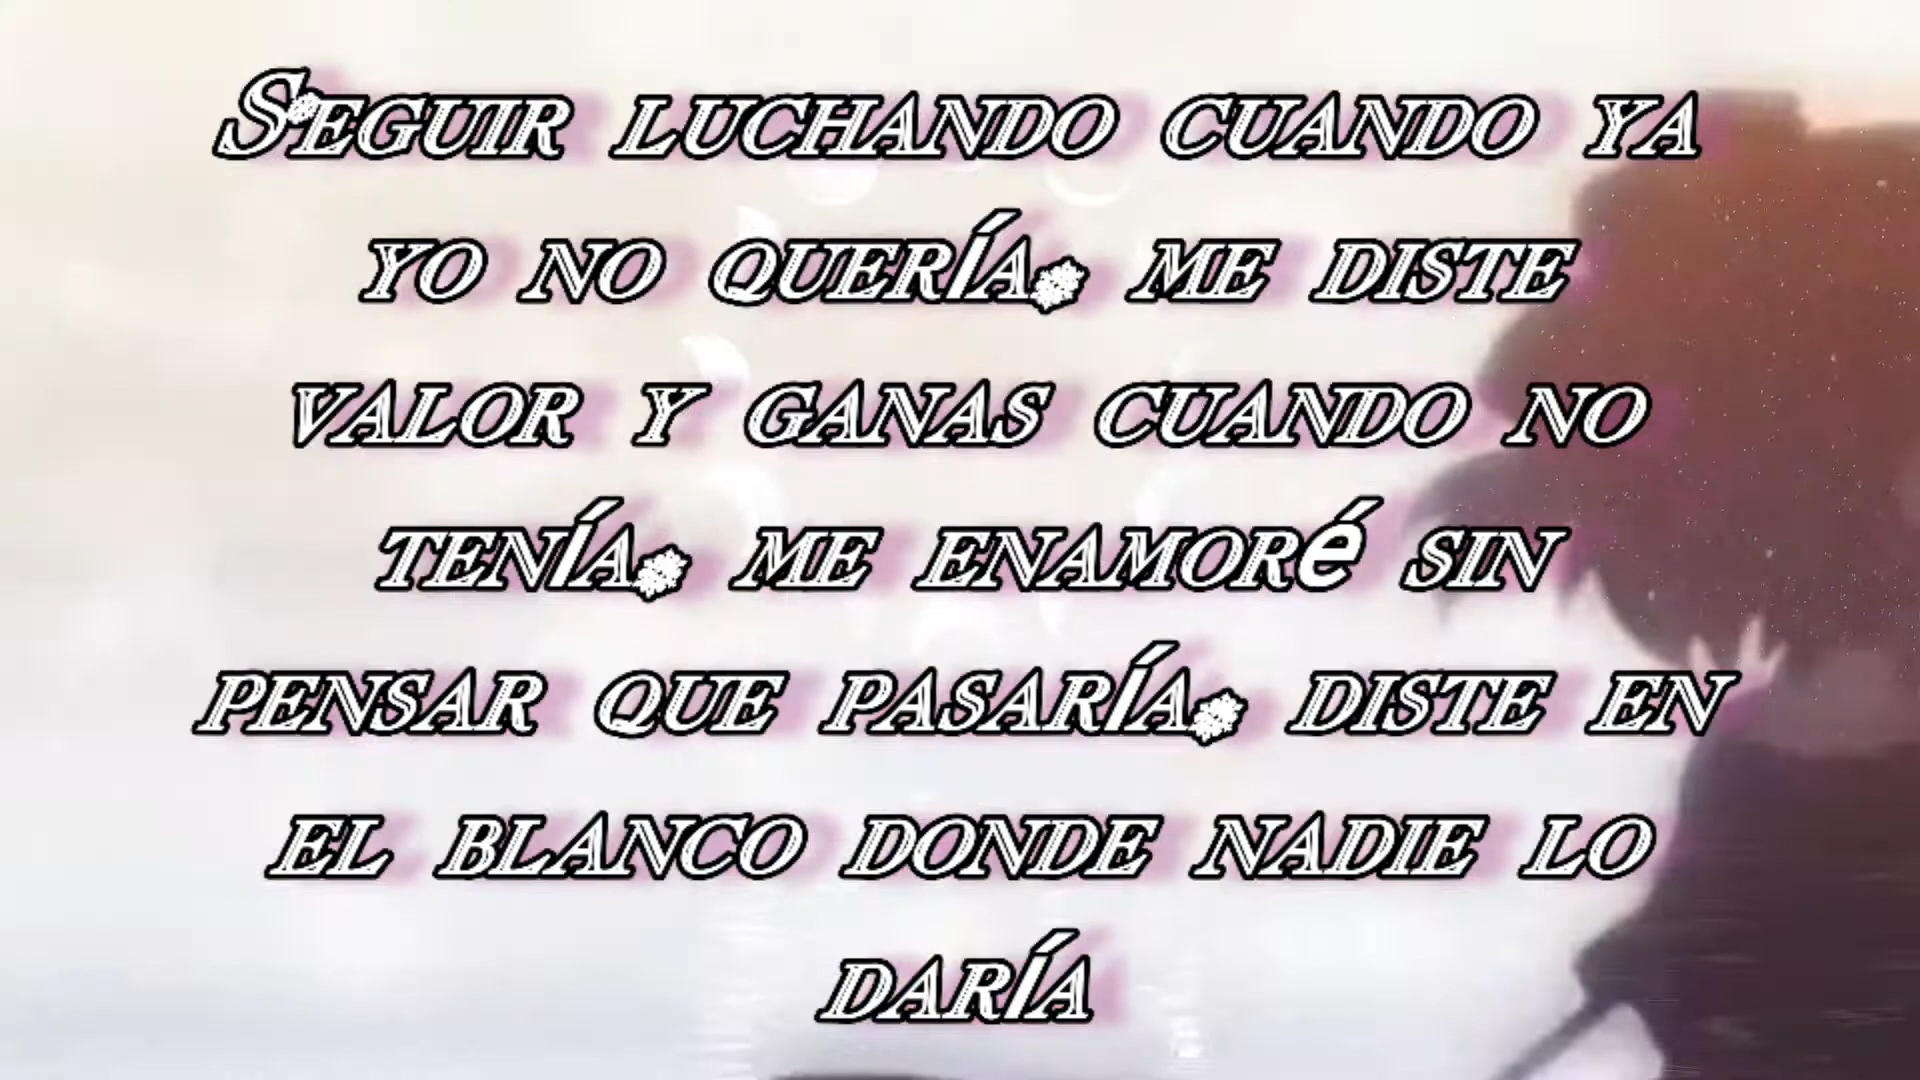 Seguir luchando cuando ya
yo no quería. me diste
valor y ganas cuando no
tenía. me enamoré sin
pensar que pasaría. diste en
el blanco donde nadie lo
daría